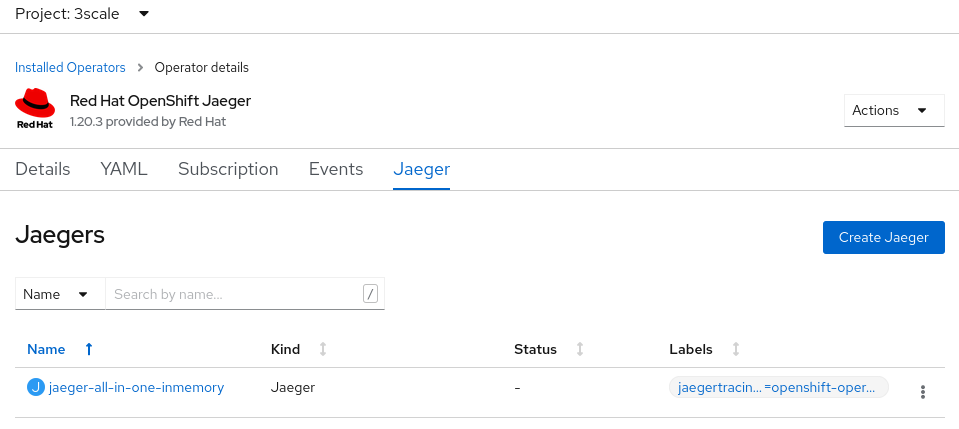 Project: 3scale
Installed Operators > Operator details
Red Hat
Red Hat OpenShift Jaeger
1.20.3 provided by Red Hat
Actions
Details YAML Subscription Events Jaeger
Jaegers
Create Jaeger
Name Search by name... /
Name Kind Status Labels
J jaeger-all-in-one-inmemory Jaeger - jaegertracin... =openshift-oper...